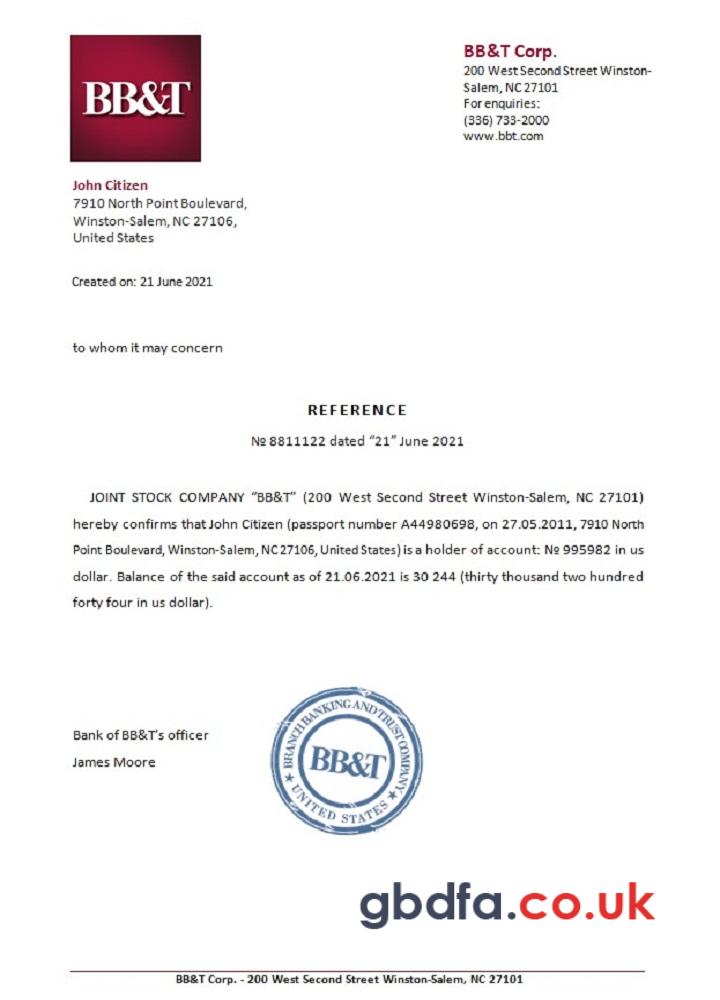 BB&T
BB&T Corp.
200 West Second Street Winston-
Salem, NC 27101
For enquiries:
(336) 733-2000
www.bbt.com
John Citizen
7910 North Point Boulevard,
Winston-Salem, NC 27106,
United States
Created on: 21 June 2021
to whom it may concern
REFERENCE
№ 8811122 dated “21” June 2021
JOINT STOCK COMPANY “BB&T” (200 West Second Street Winston-Salem, NC 27101)
hereby confirms that John Citizen (passport number A44980698, on 27.05.2011, 7910 North
Point Boulevard, Winston-Salem, NC 27106, United States) is a holder of account: № 995982 in us
dollar. Balance of the said account as of 21.06.2021 is 30 244 (thirty thousand two hundred
forty four in us dollar).
Bank of BB&T’s officer
James Moore
BRANCH BANKING AND TRUST COMPANY
BB&T
★ UNITED STATES ★
gbdfa.co.uk
BB&T Corp. - 200 West Second Street Winston-Salem, NC 27101